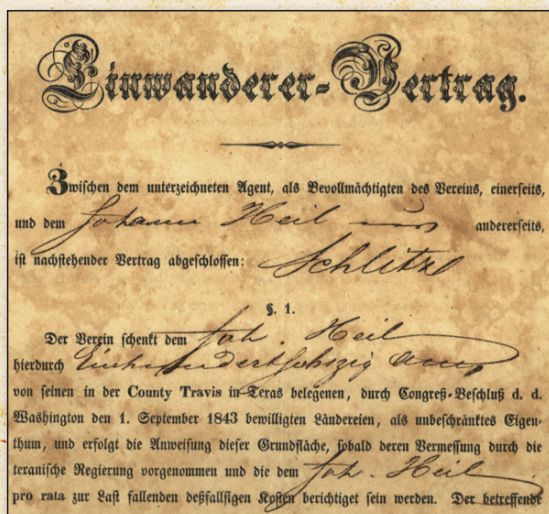 Einwanderer-Vertrag.
Zwischen dem unterzeichneten Agent, als Bevollmächtigten des Vereins, einerseits,
und dem Johann Heil aus andererseits,
ist nachstehender Vertrag abgeschlossen: Schlitz
§. 1.
Der Verein schenkt dem Joh. Heil
hierdurch
von seinen in der County Travis in Texas belegenen, durch Congreß-Beschluß d. d.
Washington den 1. September 1843 bewilligten Ländereien, als unbeschränktes Eigen-
thum, und erfolgt die Anweisung dieser Grundfläche, sobald deren Vermessung durch die
texanische Regierung vorgenommen und die dem Joh. Heil
pro rata zur Last fallenden deßfallsigen Kosten berichtiget sein werden. Der betreffende